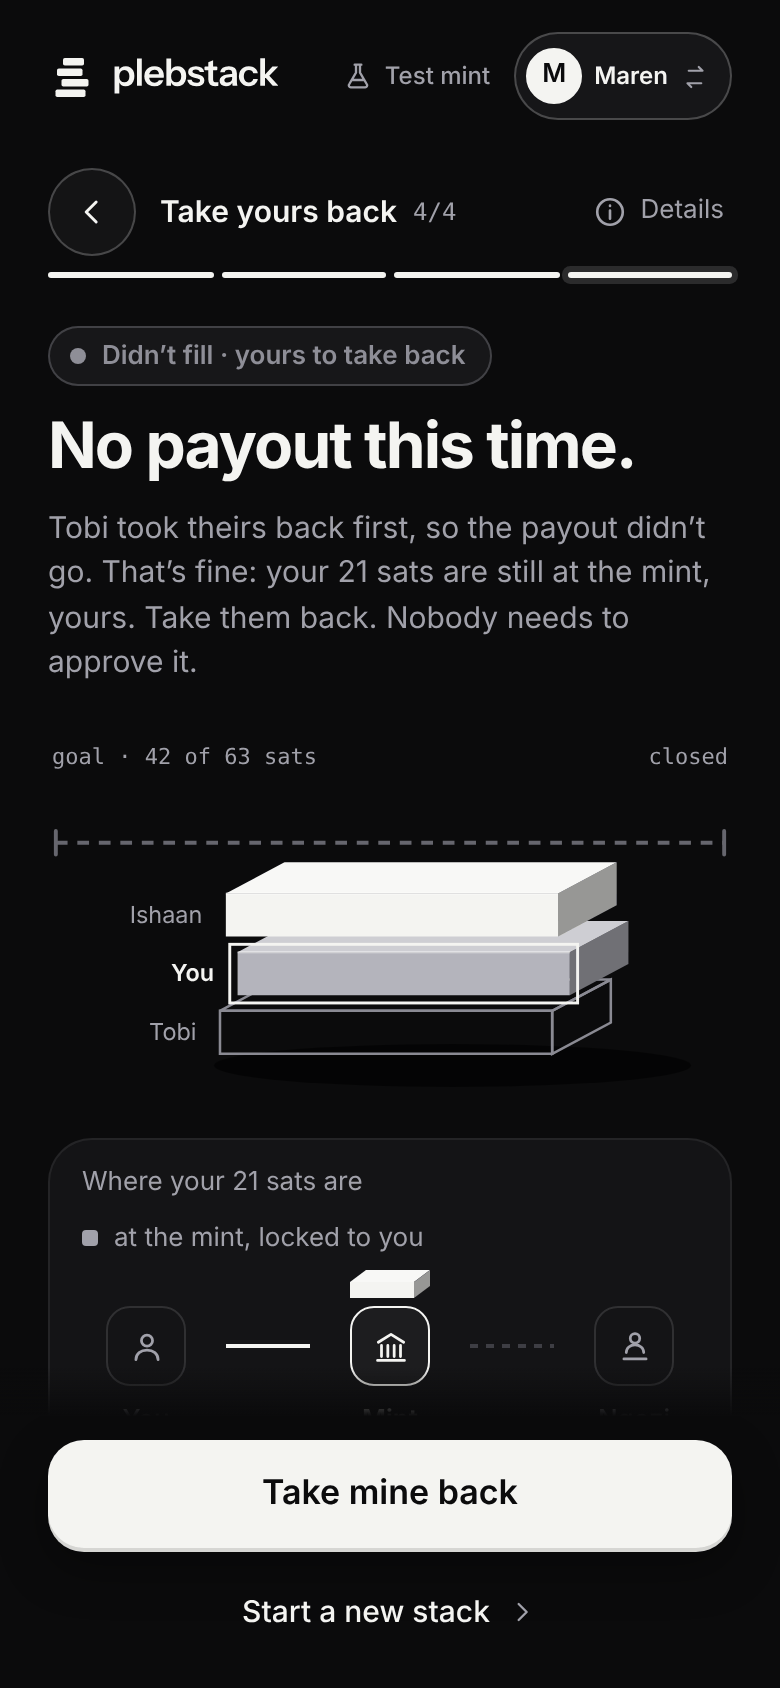 plebstack
Test mint
M
Maren
Take yours back 4/4
Details
Didn’t fill · yours to take back
No payout this time.
Tobi took theirs back first, so the payout didn’t
go. That’s fine: your 21 sats are still at the mint,
yours. Take them back. Nobody needs to
approve it.
goal · 42 of 63 sats
closed
Ishaan
You
Tobi
Where your 21 sats are
at the mint, locked to you
Take mine back
Start a new stack